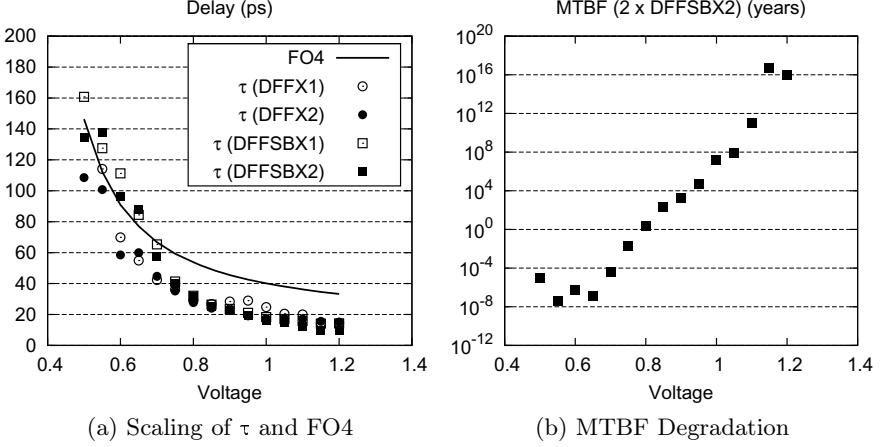 Delay (ps)
200
180
160
140
120
100
80
60
40
20
0
0.4 0.6 0.8 1 1.2 1.4
Voltage
FO4
τ (DFFX1)
τ (DFFX2)
τ (DFFSBX1)
τ (DFFSBX2)
(a) Scaling of τ and FO4
MTBF (2 x DFFSBX2) (years)
10^20
10^16
10^12
10^8
10^4
10^0
10^-4
10^-8
10^-12
0.4 0.6 0.8 1 1.2 1.4
Voltage
(b) MTBF Degradation